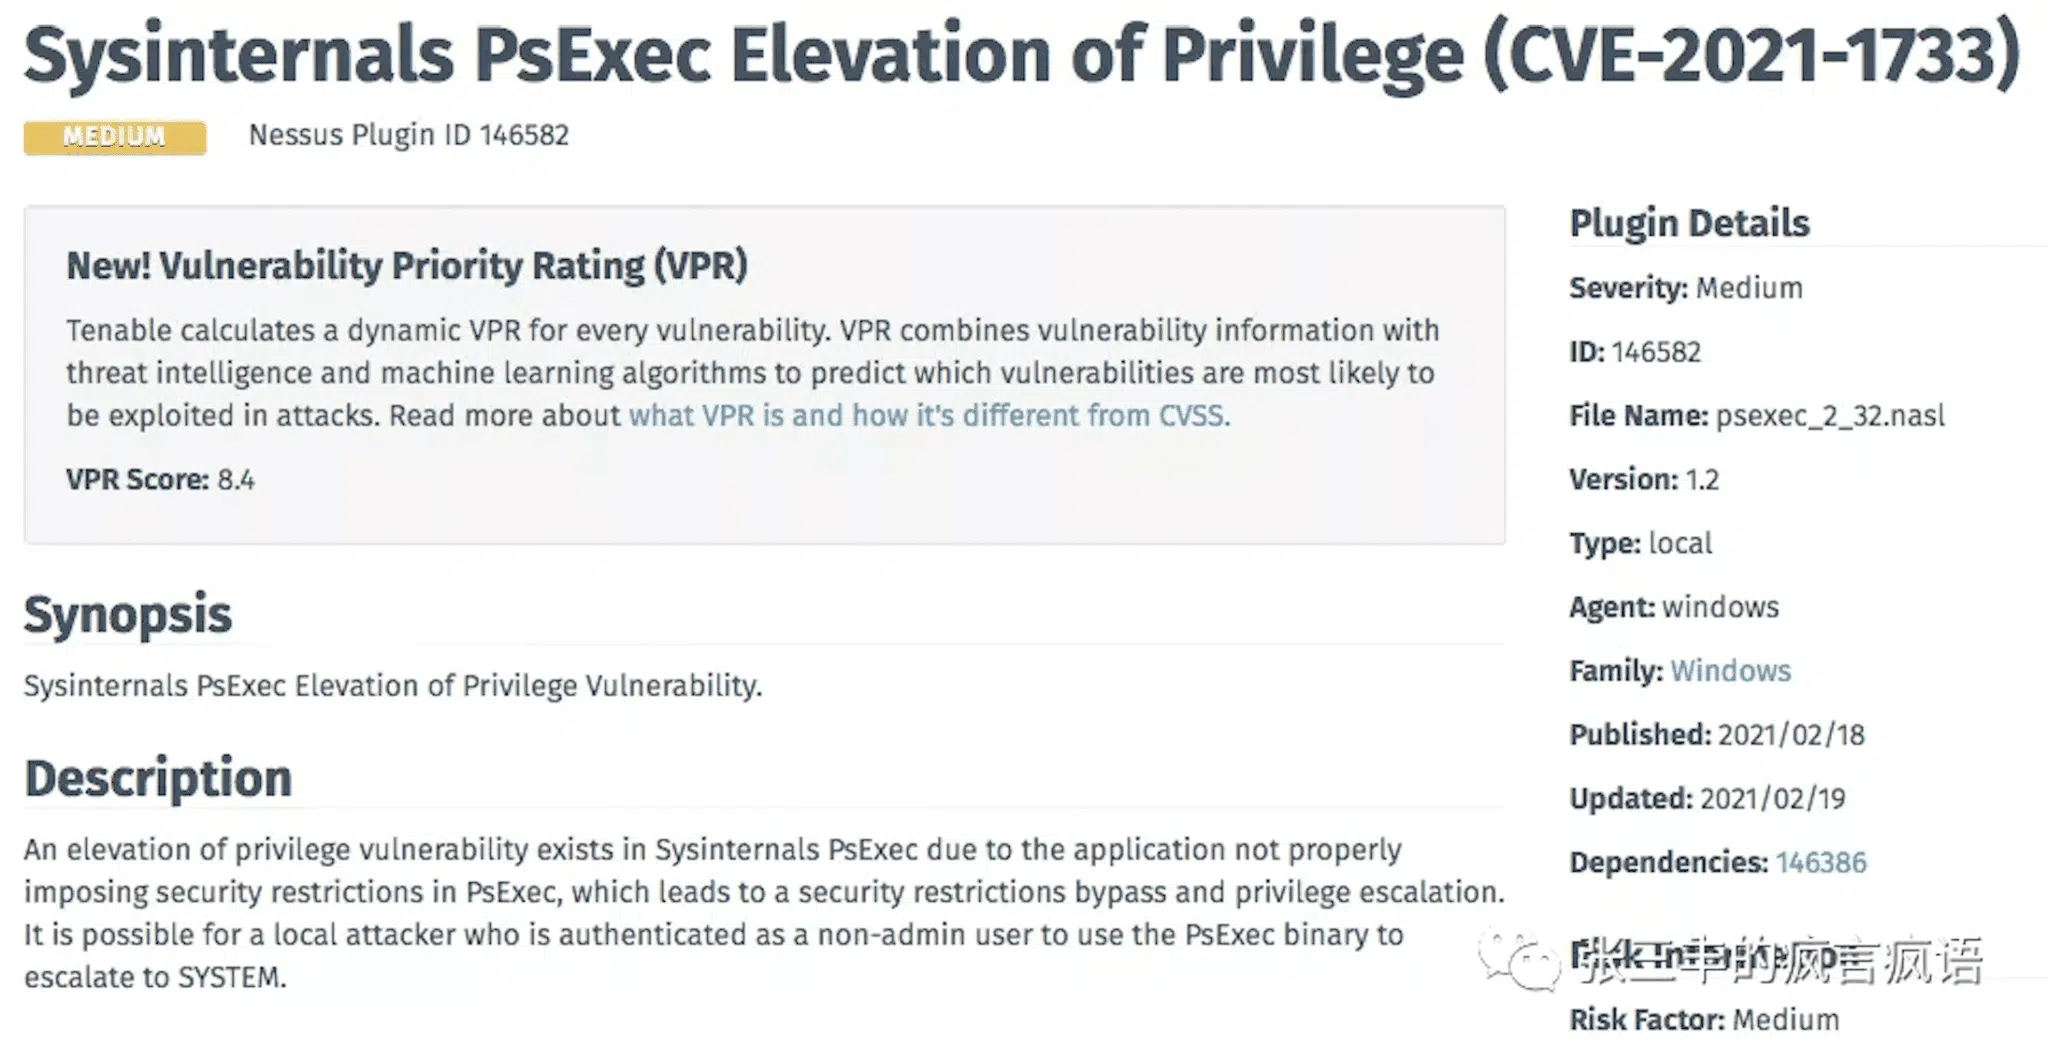 Sysinternals PsExec Elevation of Privilege (CVE-2021-1733)
MEDIUM
Nessus Plugin ID 146582
New! Vulnerability Priority Rating (VPR)
Tenable calculates a dynamic VPR for every vulnerability. VPR combines vulnerability information with
threat intelligence and machine learning algorithms to predict which vulnerabilities are most likely to
be exploited in attacks. Read more about what VPR is and how it's different from CVSS.
VPR Score: 8.4
Synopsis
Sysinternals PsExec Elevation of Privilege Vulnerability.
Description
An elevation of privilege vulnerability exists in Sysinternals PsExec due to the application not properly
imposing security restrictions in PsExec, which leads to a security restrictions bypass and privilege escalation.
It is possible for a local attacker who is authenticated as a non-admin user to use the PsExec binary to
escalate to SYSTEM.
Plugin Details
Severity: Medium
ID: 146582
File Name: psexec_2_32.nasl
Version: 1.2
Type: local
Agent: windows
Family: Windows
Published: 2021/02/18
Updated: 2021/02/19
Dependencies: 146386
Risk Information
张三丰的疯言疯语
Risk Factor: Medium